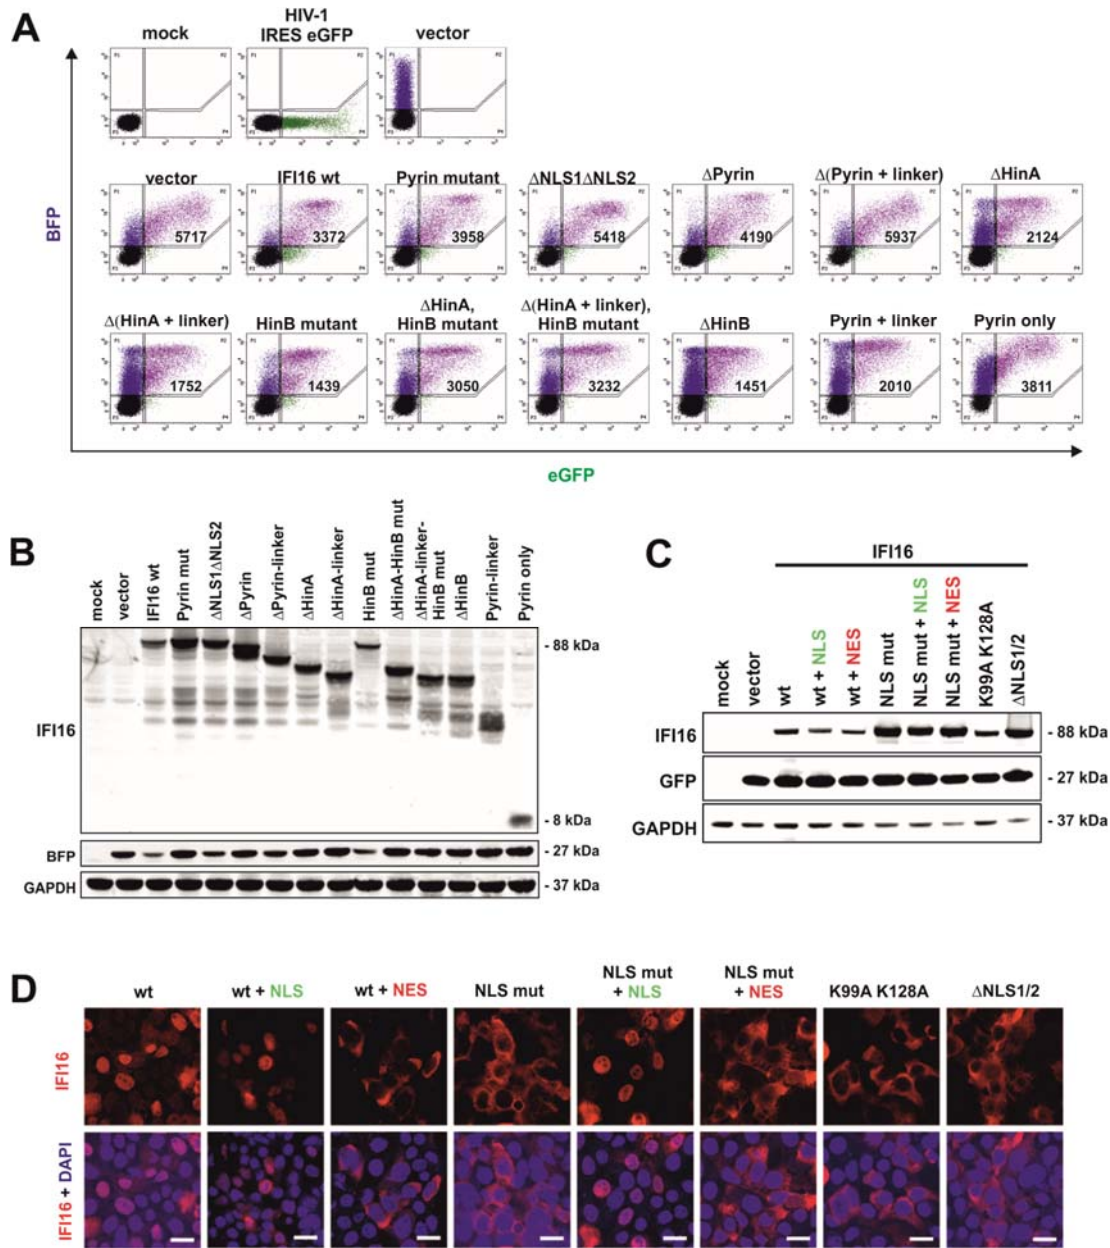 A
mock
HIV-1
IRES eGFP
vector
P1 P2 P3 P4
BFP
vector
IFI16 wt
Pyrin mutant
ΔNLS1ΔNLS2
ΔPyrin
Δ(Pyrin + linker)
ΔHinA
5717
3372
3958
5418
4190
5937
2124
Δ(HinA + linker)
HinB mutant
ΔHinA,
HinB mutant
Δ(HinA + linker),
HinB mutant
ΔHinB
Pyrin + linker
Pyrin only
1752
1439
3050
3232
1451
2010
3811
eGFP
B
mock
vector
IFI16 wt
Pyrin mut
ΔNLS1ΔNLS2
ΔPyrin
ΔPyrin-linker
ΔHinA
ΔHinA-linker
HinB mut
ΔHinA-HinB mut
ΔHinA-linker-
HinB mut
ΔHinB
Pyrin-linker
Pyrin only
IFI16
- 88 kDa
- 8 kDa
BFP
- 27 kDa
GAPDH
- 37 kDa
C
IFI16
mock
vector
wt
wt + NLS
wt + NES
NLS mut
NLS mut + NLS
NLS mut + NES
K99A K128A
ΔNLS1/2
IFI16
- 88 kDa
GFP
- 27 kDa
GAPDH
- 37 kDa
D
wt
wt + NLS
wt + NES
NLS mut
NLS mut
+ NLS
NLS mut
+ NES
K99A K128A
ΔNLS1/2
IFI16
IFI16 + DAPI